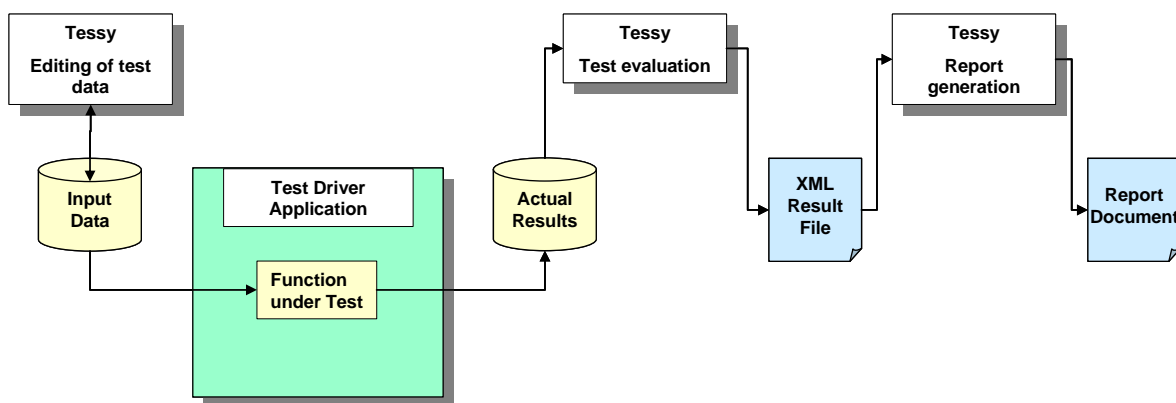 Tessy
Editing of test
data
Input
Data
Test Driver
Application
Function
under Test
Actual
Results
Tessy
Test evaluation
XML
Result
File
Tessy
Report
generation
Report
Document